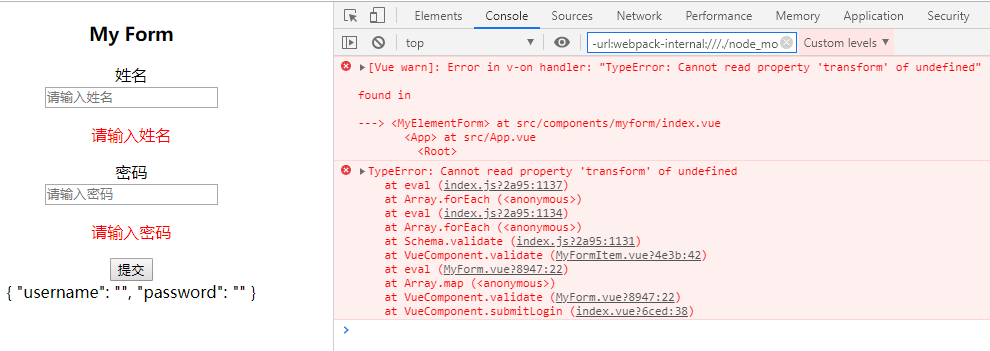 My Form
姓名
请输入姓名
请输入姓名
密码
请输入密码
请输入密码
提交
{ "username": "", "password": "" }
Elements Console Sources Network Performance Memory Application Security
top -url:webpack-internal:///./node_mo Custom levels
[Vue warn]: Error in v-on handler: "TypeError: Cannot read property 'transform' of undefined"
found in
---> <MyElementForm> at src/components/myform/index.vue
<App> at src/App.vue
<Root>
TypeError: Cannot read property 'transform' of undefined
at eval (index.js?2a95:1137)
at Array.forEach (<anonymous>)
at eval (index.js?2a95:1134)
at Array.forEach (<anonymous>)
at Schema.validate (index.js?2a95:1131)
at VueComponent.validate (MyFormItem.vue?4e3b:42)
at eval (MyForm.vue?8947:22)
at Array.map (<anonymous>)
at VueComponent.validate (MyForm.vue?8947:22)
at VueComponent.submitLogin (index.vue?6ced:38)